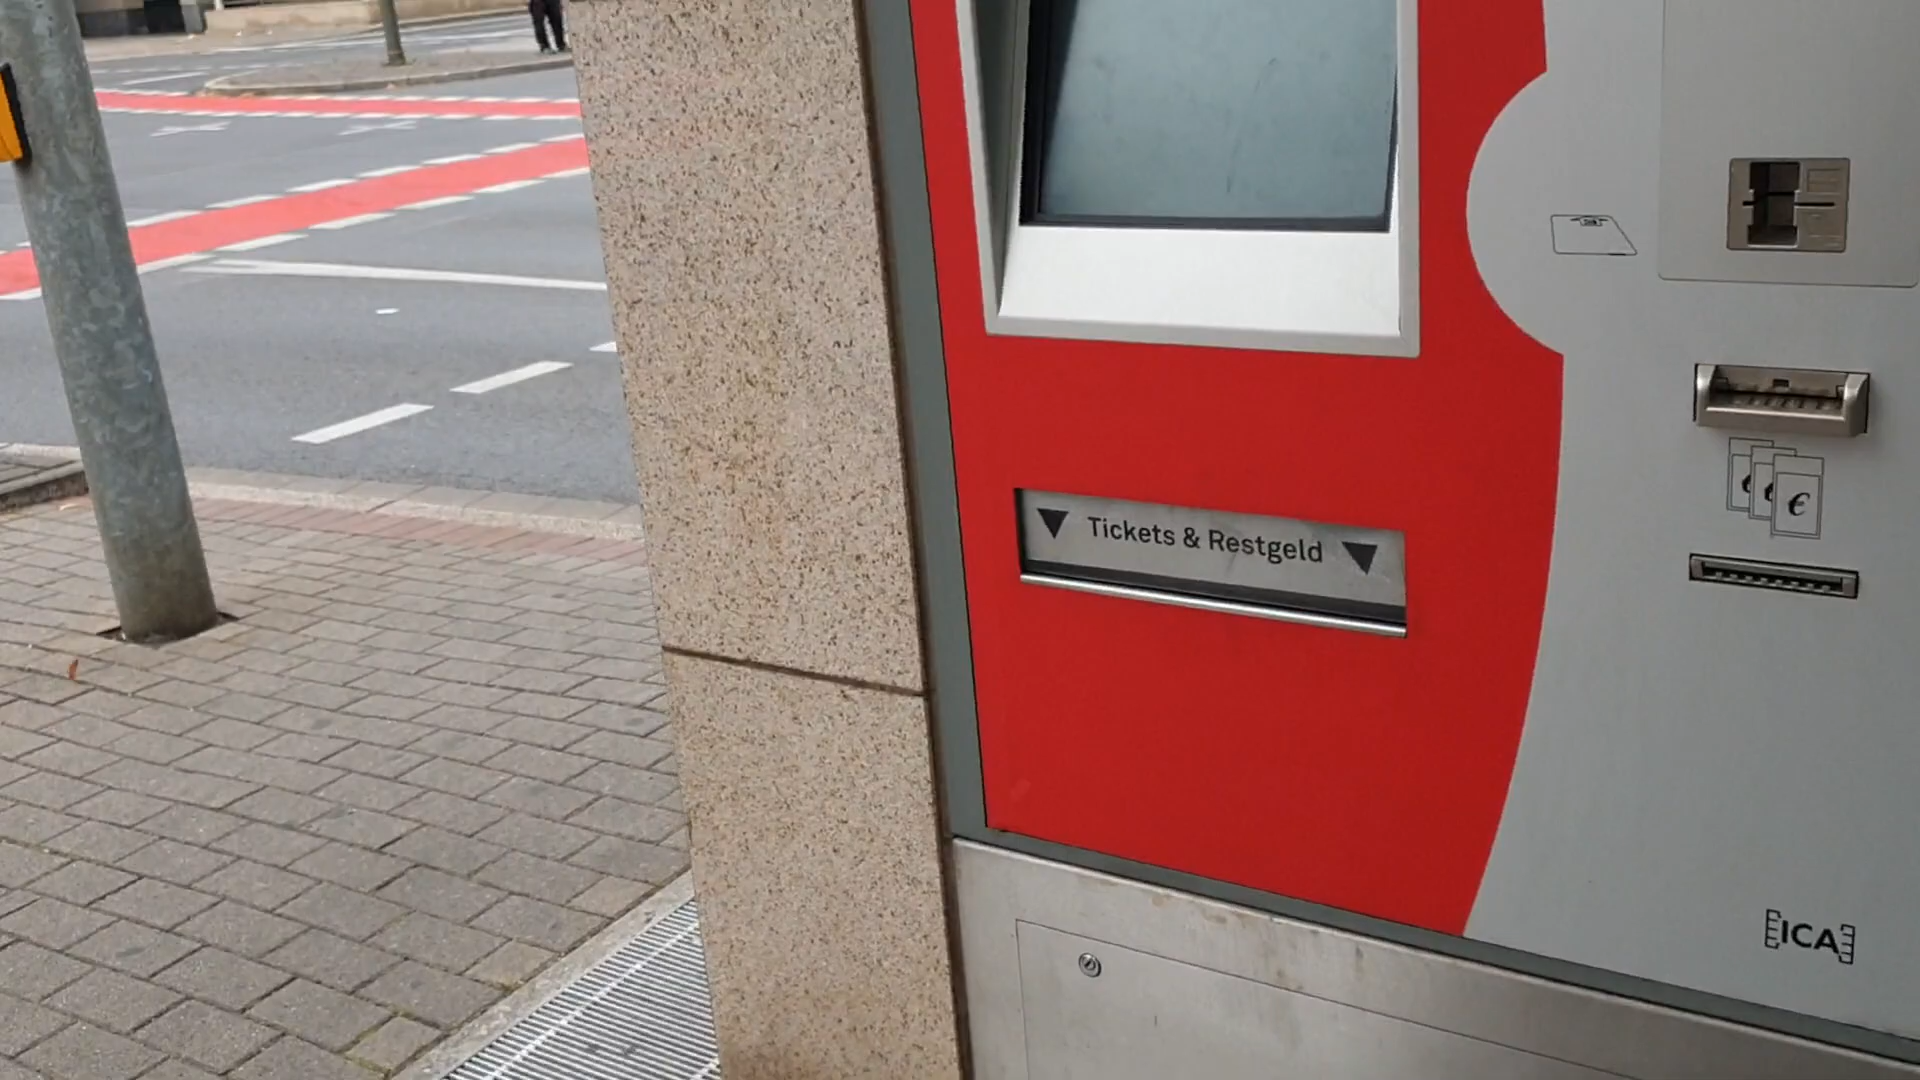 ▼ Tickets & Restgeld ▼
€ € €
ICA